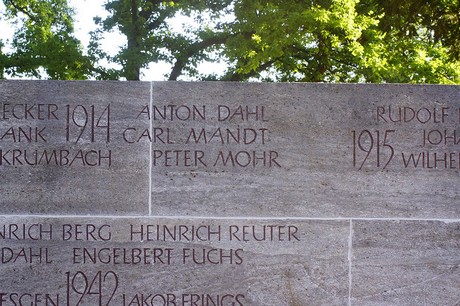 ECKER 1914 ANTON DAHL RUDOLF
ANK CARL MANDT 1915 JOH
KRUMBACH PETER MOHR WILHE
NRICH BERG HEINRICH REUTER
DAHL ENGELBERT FUCHS
ESGEN 1942 JAKOB FRINGS